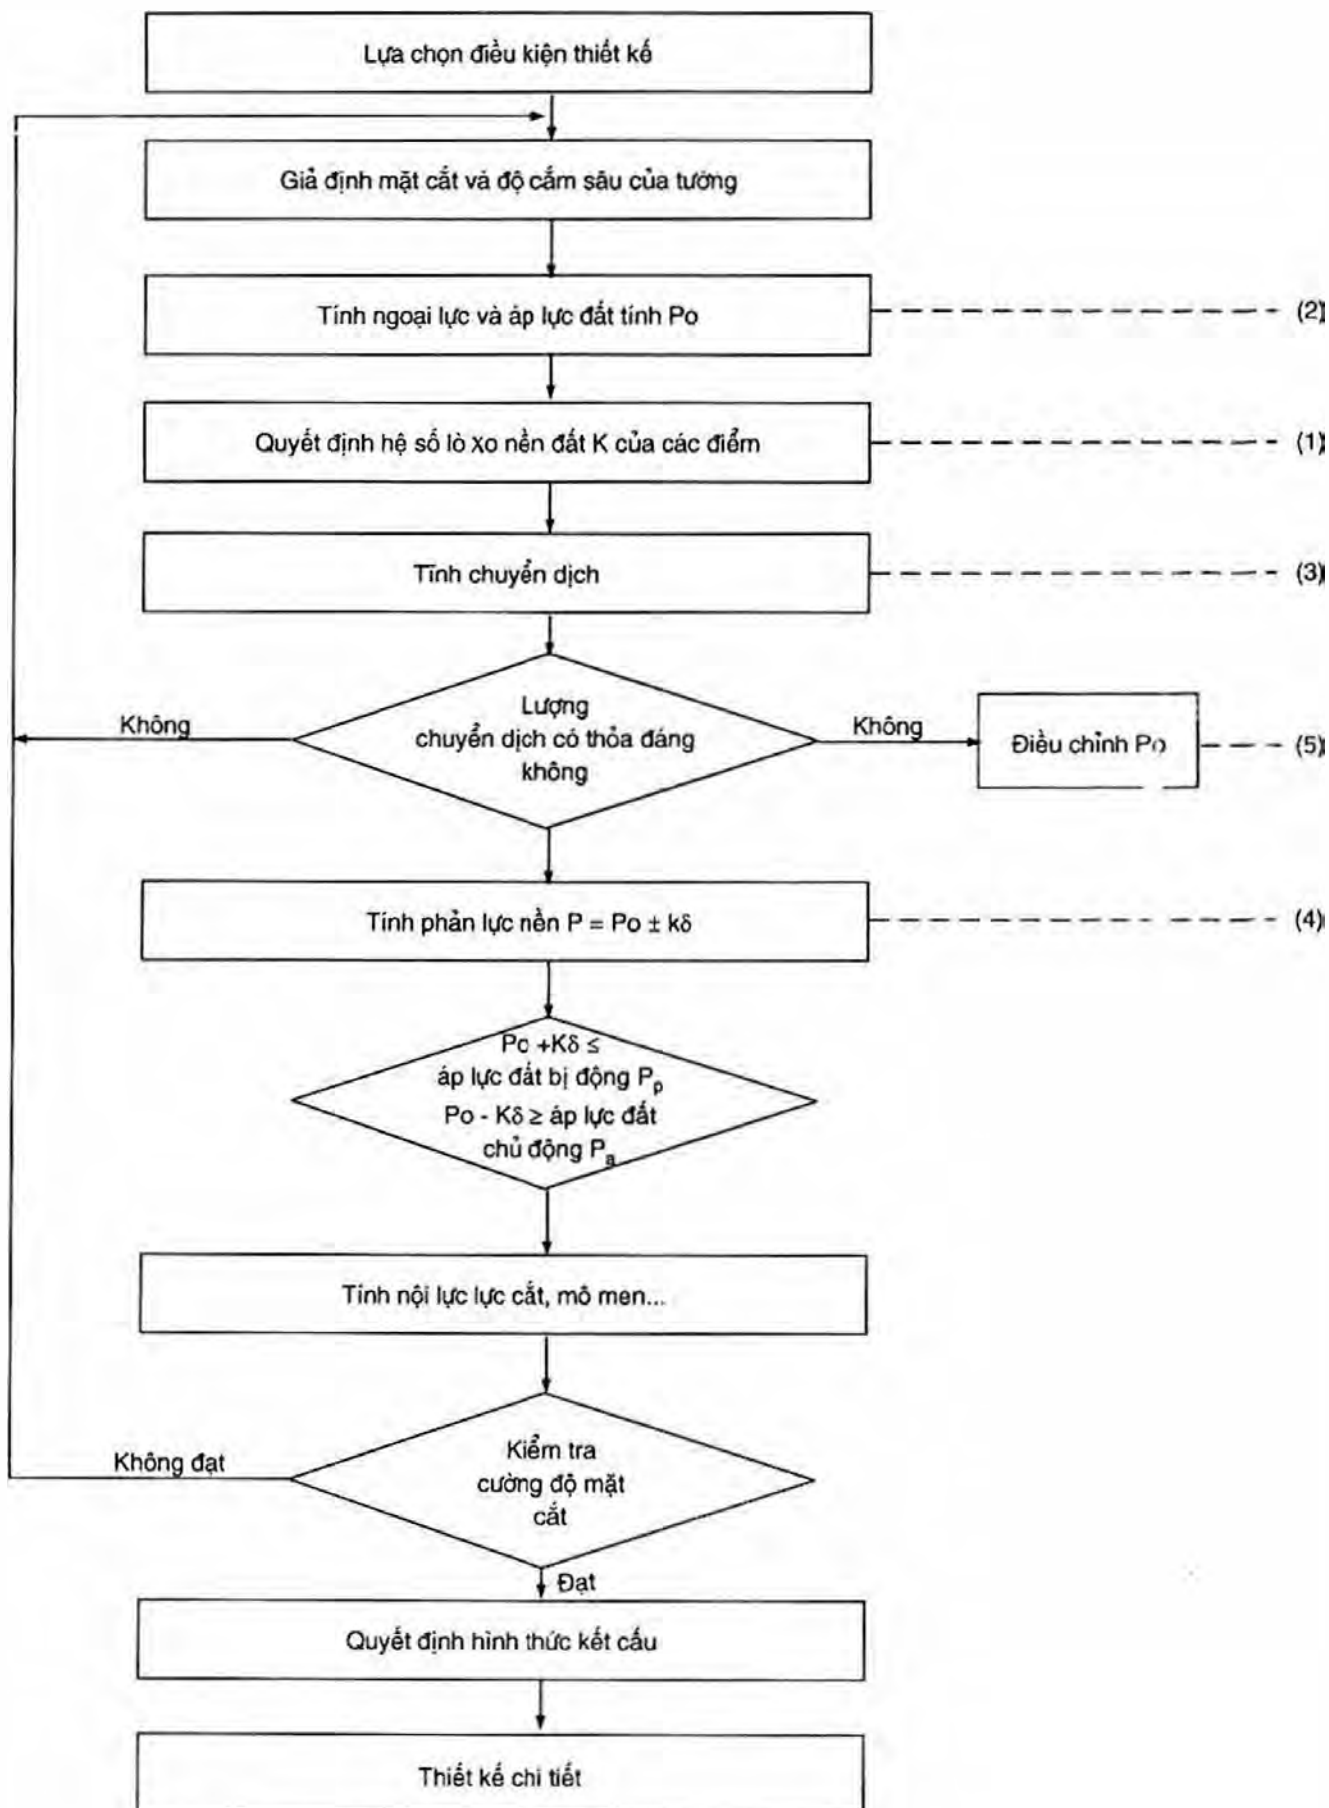 Lựa chọn điều kiện thiết kế
Giả định mặt cắt và độ cắm sâu của tướng
Tính ngoại lực và áp lực đất tính Po
(2)
Quyết định hệ số lò xo nền đất K của các điểm
(1)
Tính chuyển dịch
(3)
Lượng
chuyển dịch có thỏa đáng
không
Không
Không
Điều chỉnh Po
(5)
Tính phản lực nền P = Po ± kδ
(4)
Po +Kδ ≤
áp lực đất bị động Pp
Po - Kδ ≥ áp lực đất
chủ động Pa
Tính nội lực lực cắt, mô men...
Kiểm tra
cường độ mặt
cắt
Không đạt
Đạt
Quyết định hình thức kết cấu
Thiết kế chi tiết